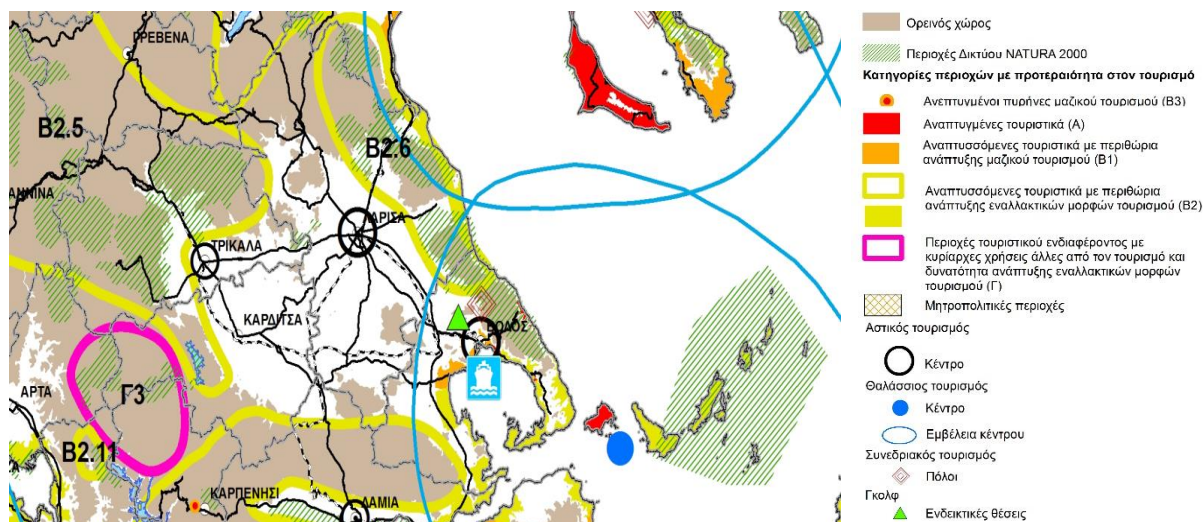 ΓΡΕΒΕΝΑ
B2.5
B2.6
ΑΝΝΙΝΑ
ΛΑΡΙΣΑ
ΤΡΙΚΑΛΑ
ΚΑΡΔΙΤΣΑ
ΒΟΛΟΣ
ΑΡΤΑ
Γ3
B2.11
ΚΑΡΠΕΝΗΣΙ
ΛΑΜΙΑ
Ορεινός χώρος
Περιοχές Δικτύου NATURA 2000
Κατηγορίες περιοχών με προτεραιότητα στον τουρισμό
Ανεπτυγμένοι πυρήνες μαζικού τουρισμού (Β3)
Αναπτυγμένες τουριστικά (Α)
Αναπτυσσόμενες τουριστικά με περιθώρια
ανάπτυξης μαζικού τουρισμού (Β1)
Αναπτυσσόμενες τουριστικά με περιθώρια
ανάπτυξης εναλλακτικών μορφών τουρισμού (Β2)
Περιοχές τουριστικού ενδιαφέροντος με
κυρίαρχες χρήσεις άλλες από τον τουρισμό και
δυνατότητα ανάπτυξης εναλλακτικών μορφών
τουρισμού (Γ)
Μητροπολιτικές περιοχές
Αστικός τουρισμός
Κέντρο
Θαλάσσιος τουρισμός
Κέντρο
Εμβέλεια κέντρου
Συνεδριακός τουρισμός
Πόλοι
Γκολφ
Ενδεικτικές θέσεις